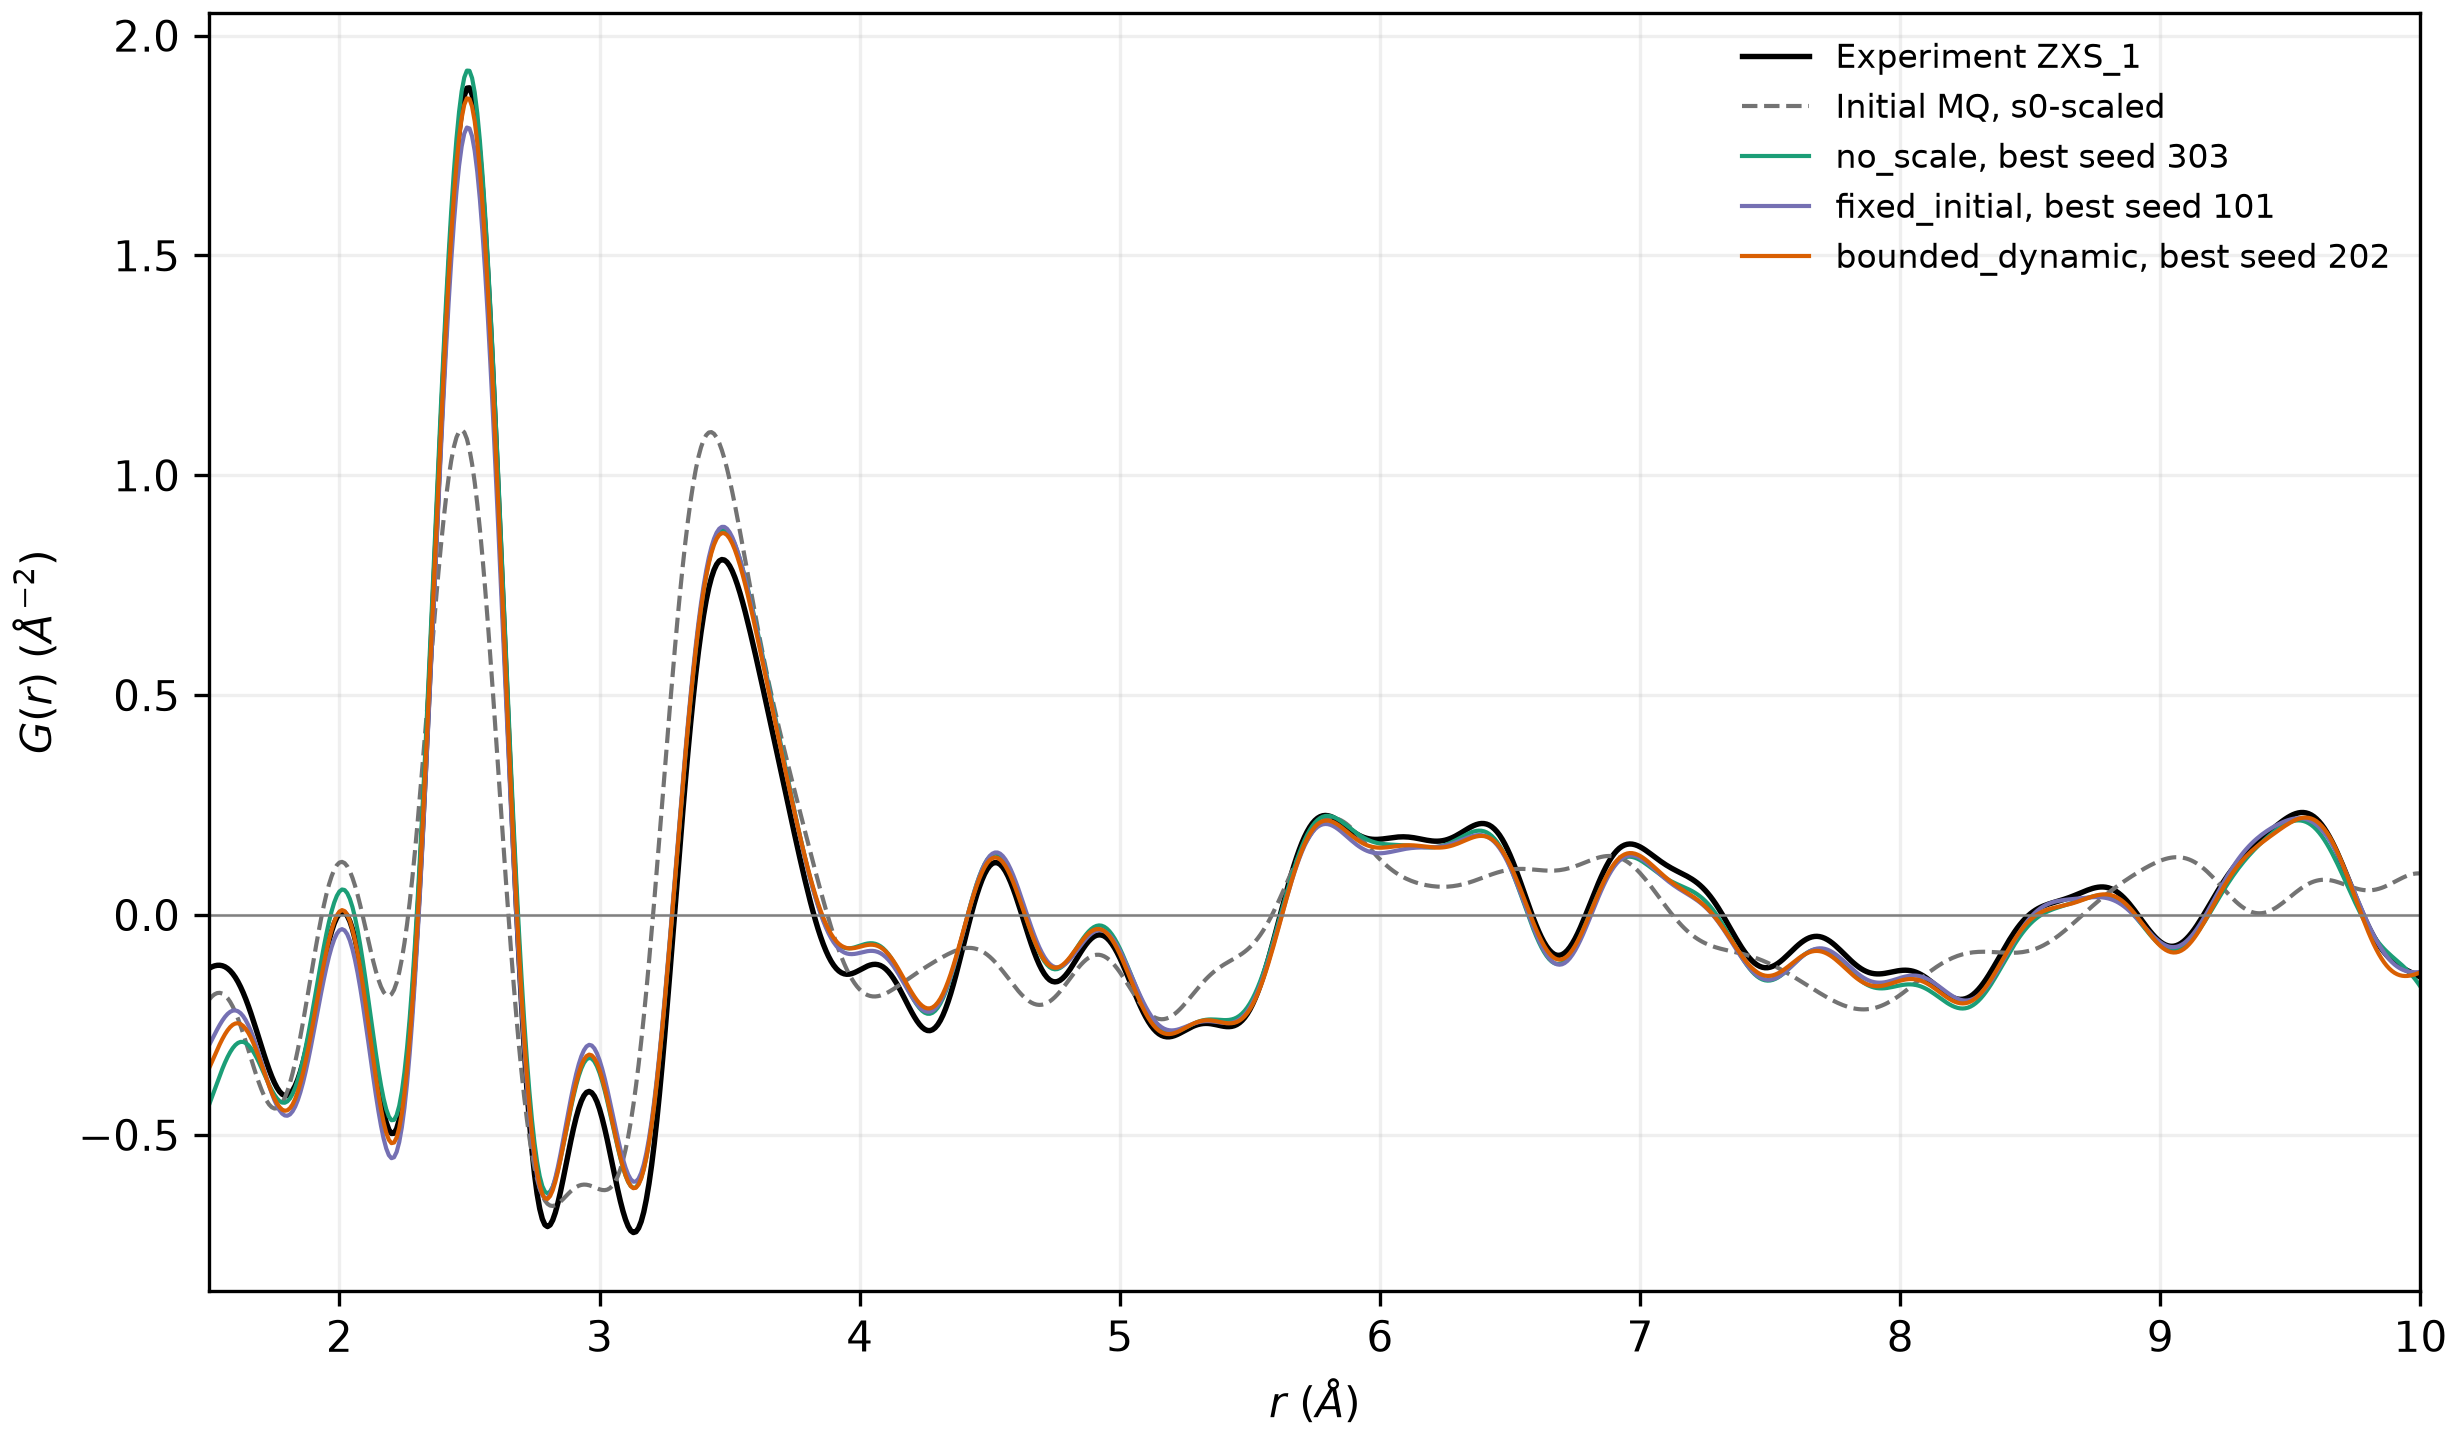 2.0
1.5
1.0
0.5
0.0
−0.5
G(r) (Å⁻²)
Experiment ZXS_1
Initial MQ, s0-scaled
no_scale, best seed 303
fixed_initial, best seed 101
bounded_dynamic, best seed 202
2 3 4 5 6 7 8 9 10
r (Å)